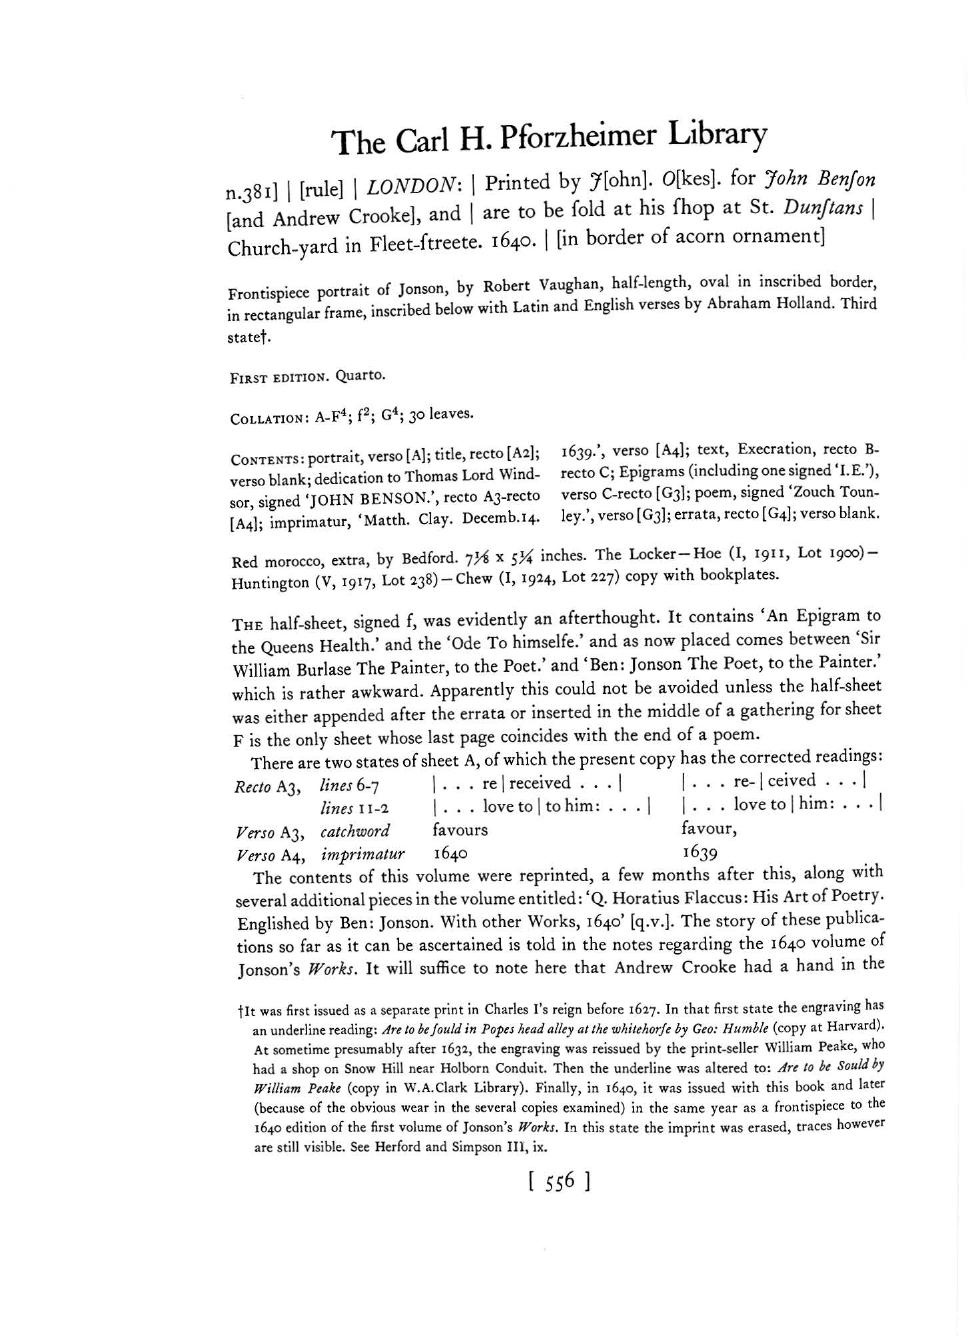 The Carl H. Pforzheimer Library
n.381] | [rule] | LONDON: | Printed by J[ohn]. O[kes]. for John Benſon
[and Andrew Crooke], and | are to be ſold at his ſhop at St. Dunſtans |
Church-yard in Fleet-ſtreete. 1640. | [in border of acorn ornament]
Frontispiece portrait of Jonson, by Robert Vaughan, half-length, oval in inscribed border,
in rectangular frame, inscribed below with Latin and English verses by Abraham Holland. Third
state†.
FIRST EDITION. Quarto.
COLLATION: A-F⁴; f²; G⁴; 30 leaves.
CONTENTS: portrait, verso [A]; title, recto [A2];
verso blank; dedication to Thomas Lord Wind-
sor, signed 'JOHN BENSON.', recto A3-recto
[A4]; imprimatur, 'Matth. Clay. Decemb.14.
1639.', verso [A4]; text, Execration, recto B-
recto C; Epigrams (including one signed 'I.E.'),
verso C-recto [G3]; poem, signed 'Zouch Toun-
ley.', verso [G3]; errata, recto [G4]; verso blank.
Red morocco, extra, by Bedford. 7⅛ x 5¼ inches. The Locker—Hoe (I, 1911, Lot 1900)—
Huntington (V, 1917, Lot 238)—Chew (I, 1924, Lot 227) copy with bookplates.
THE half-sheet, signed f, was evidently an afterthought. It contains 'An Epigram to
the Queens Health.' and the 'Ode To himselfe.' and as now placed comes between 'Sir
William Burlase The Painter, to the Poet.' and 'Ben: Jonson The Poet, to the Painter.'
which is rather awkward. Apparently this could not be avoided unless the half-sheet
was either appended after the errata or inserted in the middle of a gathering for sheet
F is the only sheet whose last page coincides with the end of a poem.
There are two states of sheet A, of which the present copy has the corrected readings:
Recto A3, lines 6-7 | . . . re | received . . . | | . . . re- | ceived . . . |
lines 11-2 | . . . love to | to him: . . . | | . . . love to | him: . . . |
Verso A3, catchword favours favour,
Verso A4, imprimatur 1640 1639
The contents of this volume were reprinted, a few months after this, along with
several additional pieces in the volume entitled: 'Q. Horatius Flaccus: His Art of Poetry.
Englished by Ben: Jonson. With other Works, 1640' [q.v.]. The story of these publica-
tions so far as it can be ascertained is told in the notes regarding the 1640 volume of
Jonson's Works. It will suffice to note here that Andrew Crooke had a hand in the
†It was first issued as a separate print in Charles I's reign before 1627. In that first state the engraving has
an underline reading: Are to be ſould in Popes head alley at the whitehorſe by Geo: Humble (copy at Harvard).
At sometime presumably after 1632, the engraving was reissued by the print-seller William Peake, who
had a shop on Snow Hill near Holborn Conduit. Then the underline was altered to: Are to be Sould by
William Peake (copy in W.A.Clark Library). Finally, in 1640, it was issued with this book and later
(because of the obvious wear in the several copies examined) in the same year as a frontispiece to the
1640 edition of the first volume of Jonson's Works. In this state the imprint was erased, traces however
are still visible. See Herford and Simpson III, ix.
[ 556 ]